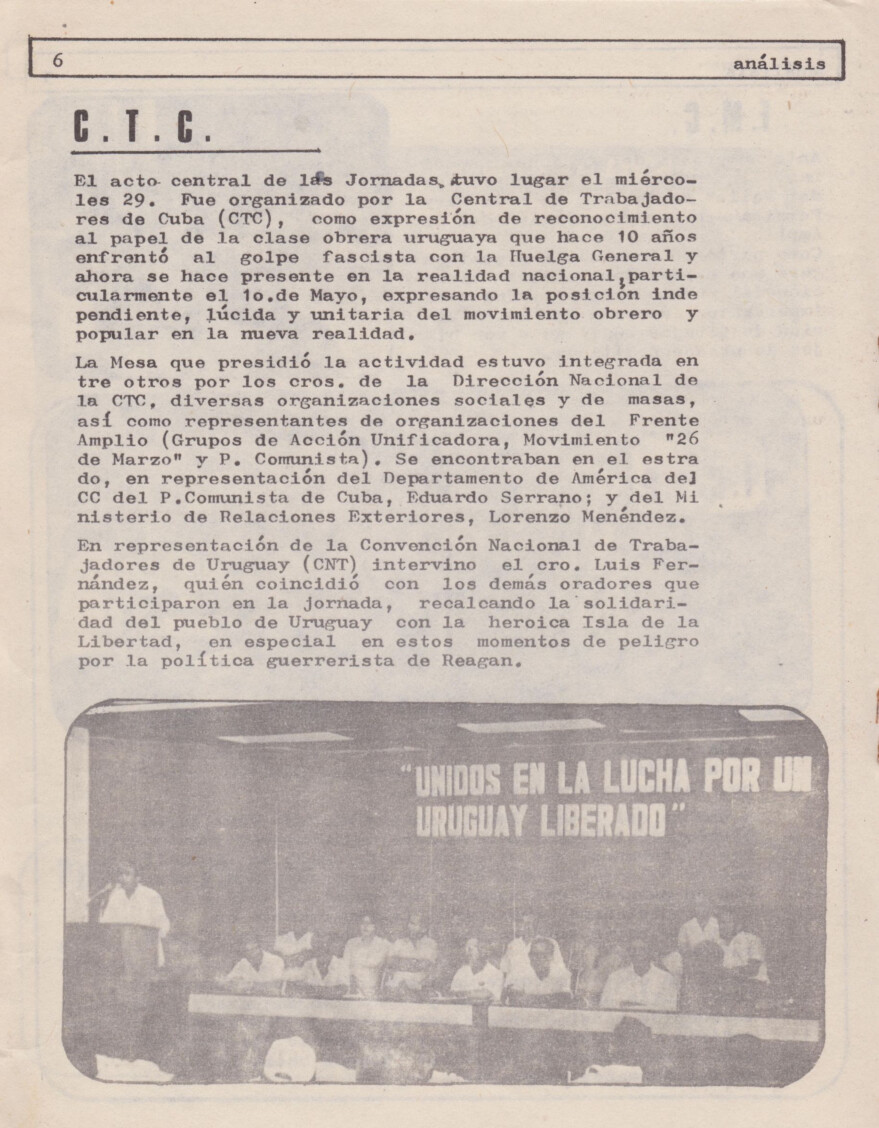 6
análisis
C.T.C.
El acto central de las Jornadas, tuvo lugar el miérco-
les 29. Fue organizado por la Central de Trabajado-
res de Cuba (CTC), como expresión de reconocimiento
al papel de la clase obrera uruguaya que hace 10 años
enfrentó al golpe fascista con la Huelga General y
ahora se hace presente en la realidad nacional,parti-
cularmente el 1o.de Mayo, expresando la posición inde
pendiente, lúcida y unitaria del movimiento obrero y
popular en la nueva realidad.
La Mesa que presidió la actividad estuvo integrada en
tre otros por los cros. de la Dirección Nacional de
la CTC, diversas organizaciones sociales y de masas,
así como representantes de organizaciones del Frente
Amplio (Grupos de Acción Unificadora, Movimiento "26
de Marzo" y P. Comunista). Se encontraban en el estra
do, en representación del Departamento de América del
CC del P.Comunista de Cuba, Eduardo Serrano; y del Mi
nisterio de Relaciones Exteriores, Lorenzo Menéndez.
En representación de la Convención Nacional de Traba-
jadores de Uruguay (CNT) intervino el cro. Luis Fer-
nández, quién coincidió con los demás oradores que
participaron en la jornada, recalcando la solidari-
dad del pueblo de Uruguay con la heroica Isla de la
Libertad, en especial en estos momentos de peligro
por la política guerrerista de Reagan.
"UNIDOS EN LA LUCHA POR UN
URUGUAY LIBERADO"